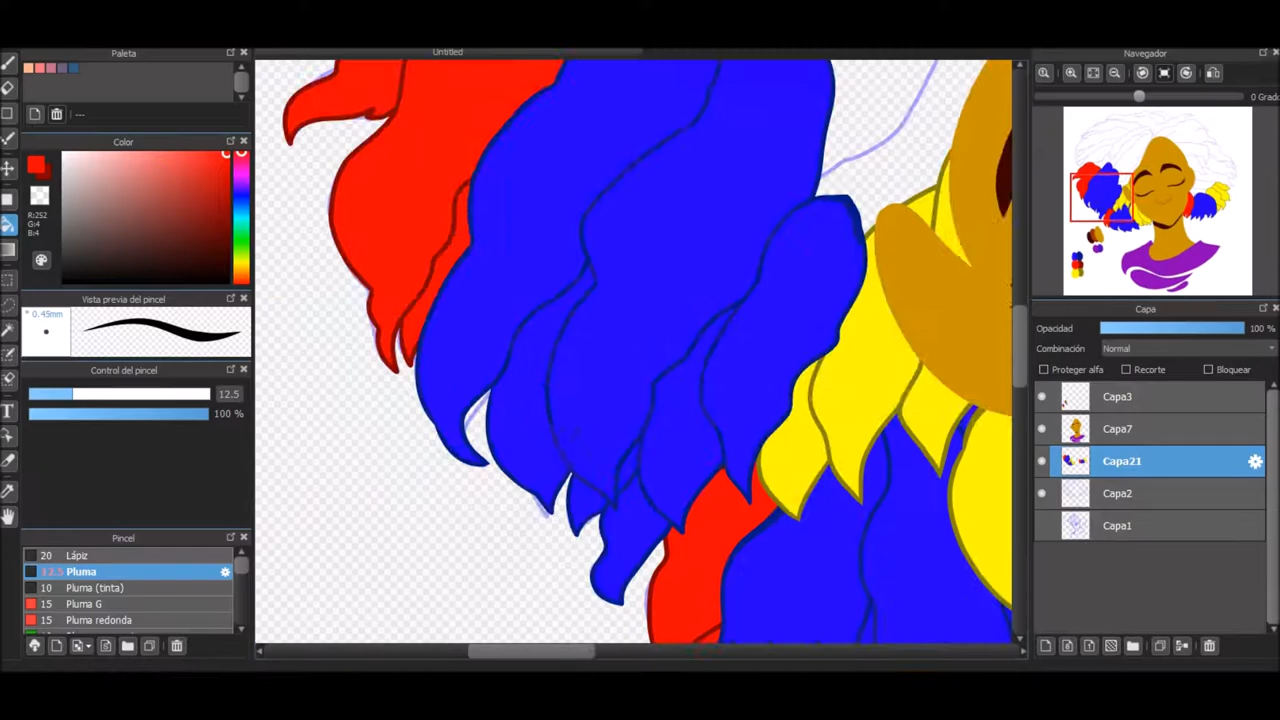 Paleta
Untitled
Navegador
---
0 Grado
Color
R:252
G:4
B:4
Vista previa del pincel
* 0.45mm
Capa
Opacidad 100 %
Combinación Normal
Proteger alfa Recorte Bloquear
Control del pincel
12.5
100 %
Capa3
Capa7
Capa21
Capa2
Capa1
Pincel
20 Lápiz
12.5 Pluma
10 Pluma (tinta)
15 Pluma G
15 Pluma redonda